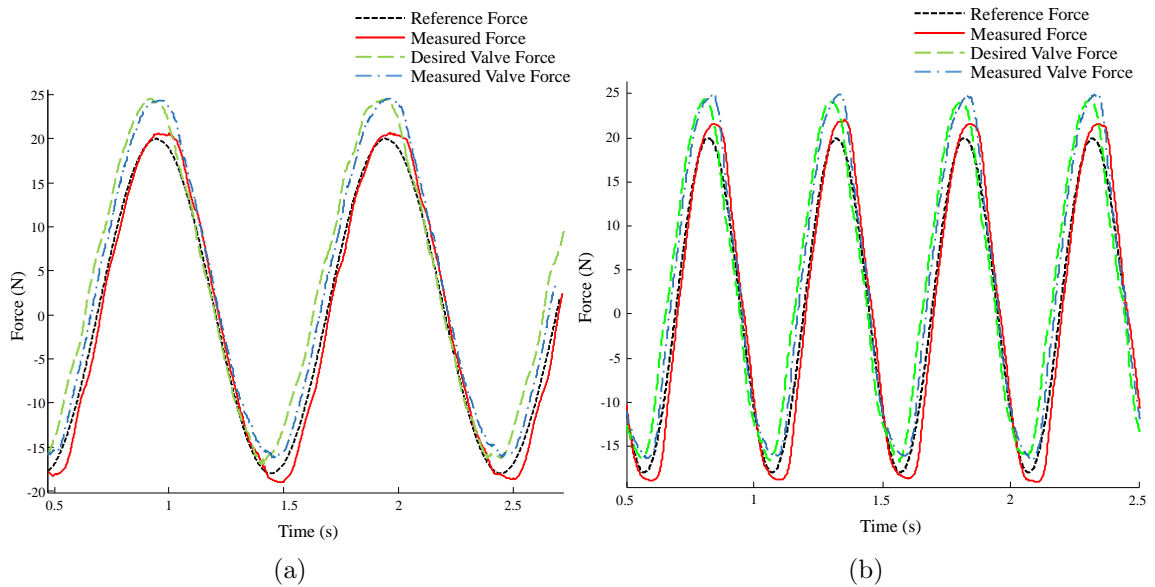 Reference Force
Measured Force
Desired Valve Force
Measured Valve Force
25
20
15
10
5
0
-5
-10
-15
-20
Force (N)
0.5
1
1.5
2
2.5
Time (s)
(a)
Reference Force
Measured Force
Desired Valve Force
Measured Valve Force
25
20
15
10
5
0
-5
-10
-15
Force (N)
0.5
1
1.5
2
2.5
Time (s)
(b)